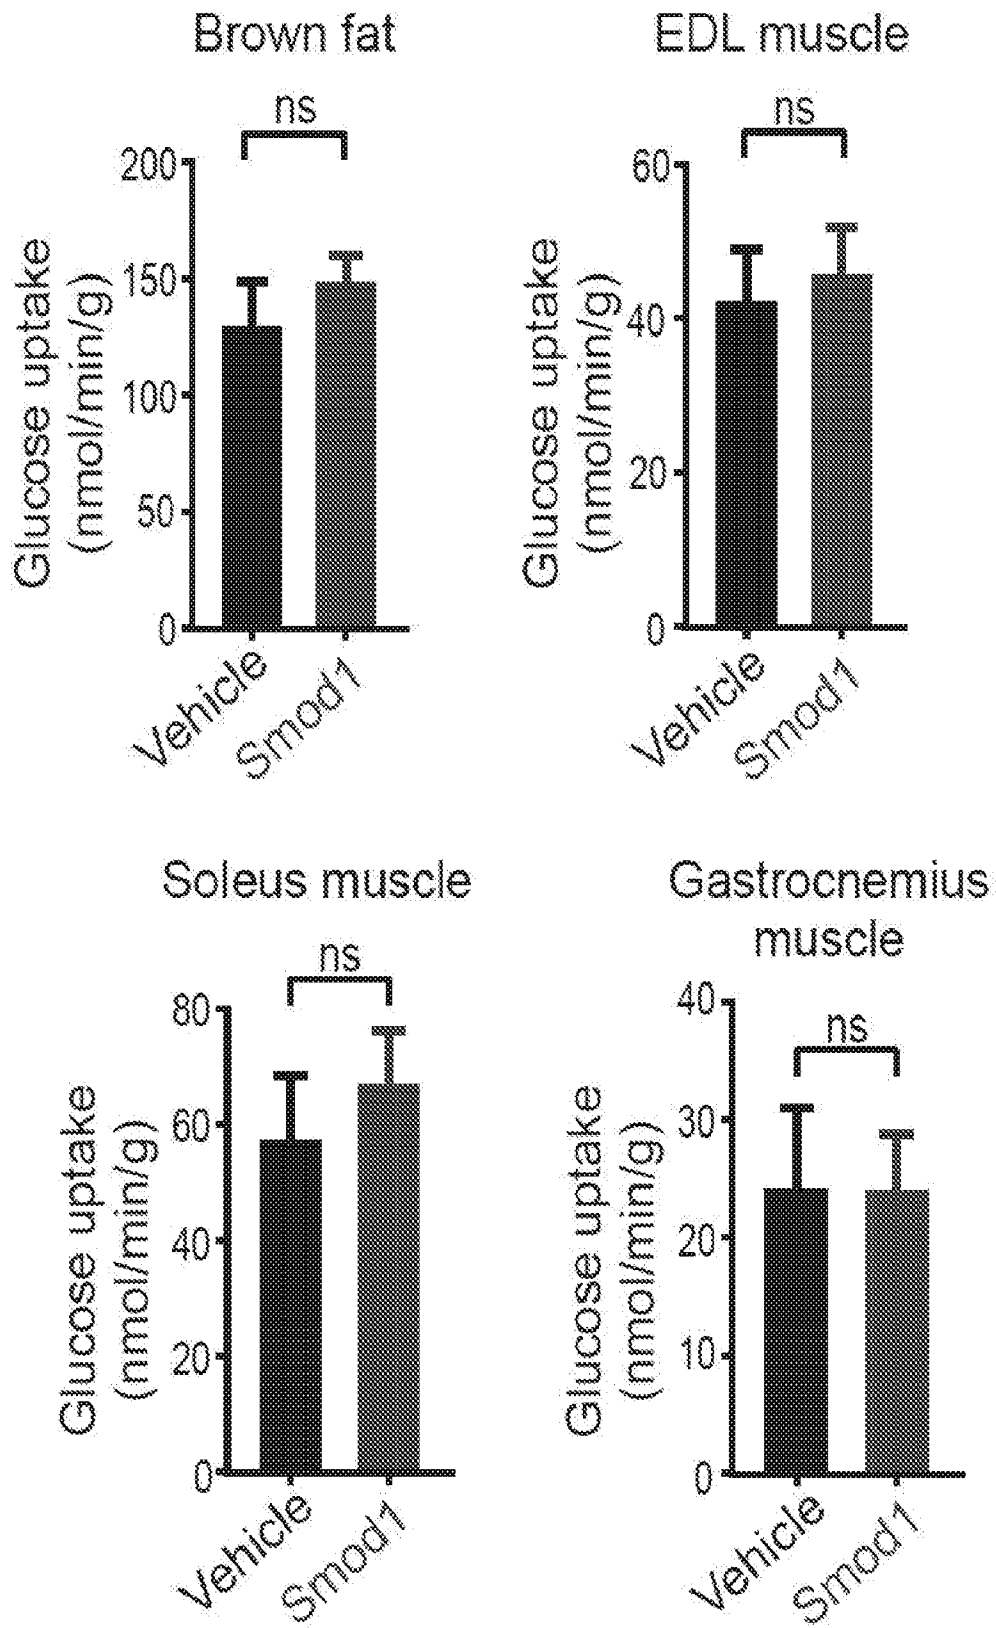 Brown fat
ns
Glucose uptake
(nmol/min/g)
200
150
100
50
0
Vehicle
Smod1
EDL muscle
ns
Glucose uptake
(nmol/min/g)
60
40
20
0
Vehicle
Smod1
Soleus muscle
ns
Glucose uptake
(nmol/min/g)
80
60
40
20
0
Vehicle
Smod1
Gastrocnemius
muscle
ns
Glucose uptake
(nmol/min/g)
40
30
20
10
0
Vehicle
Smod1